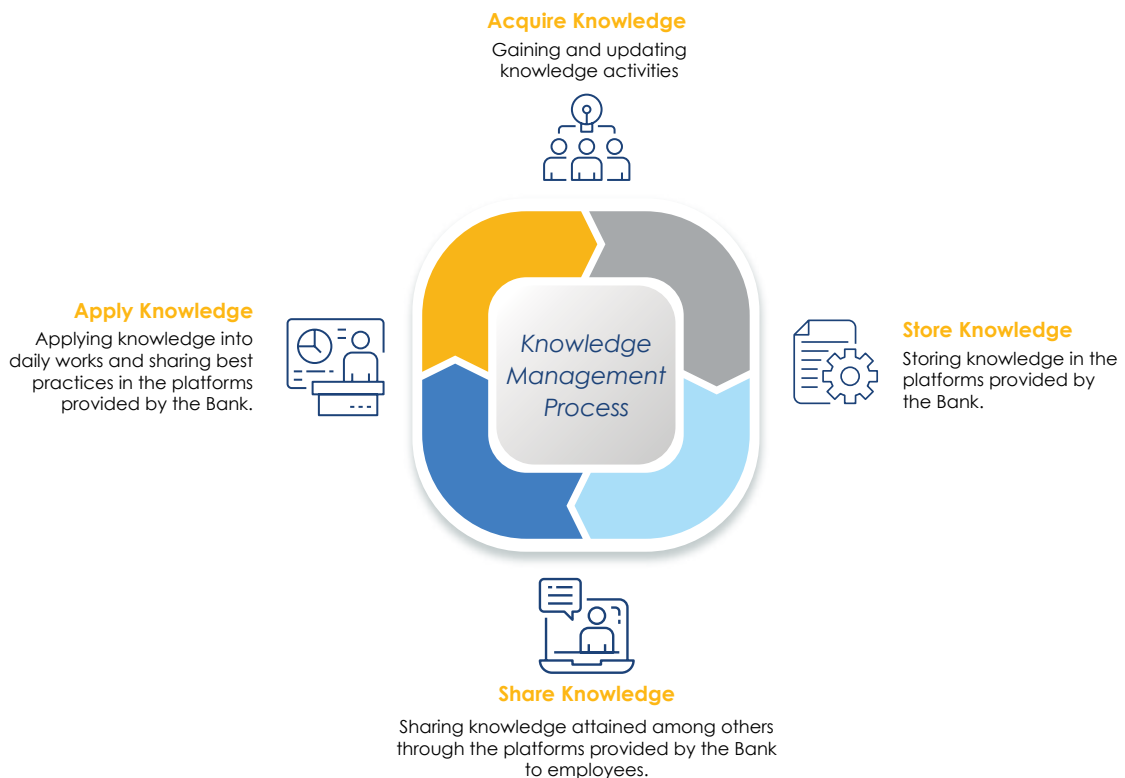 Acquire Knowledge
Gaining and updating
knowledge activities
Apply Knowledge
Applying knowledge into
daily works and sharing best
practices in the platforms
provided by the Bank.
Knowledge
Management
Process
Store Knowledge
Storing knowledge in the
platforms provided by
the Bank.
Share Knowledge
Sharing knowledge attained among others
through the platforms provided by the Bank
to employees.